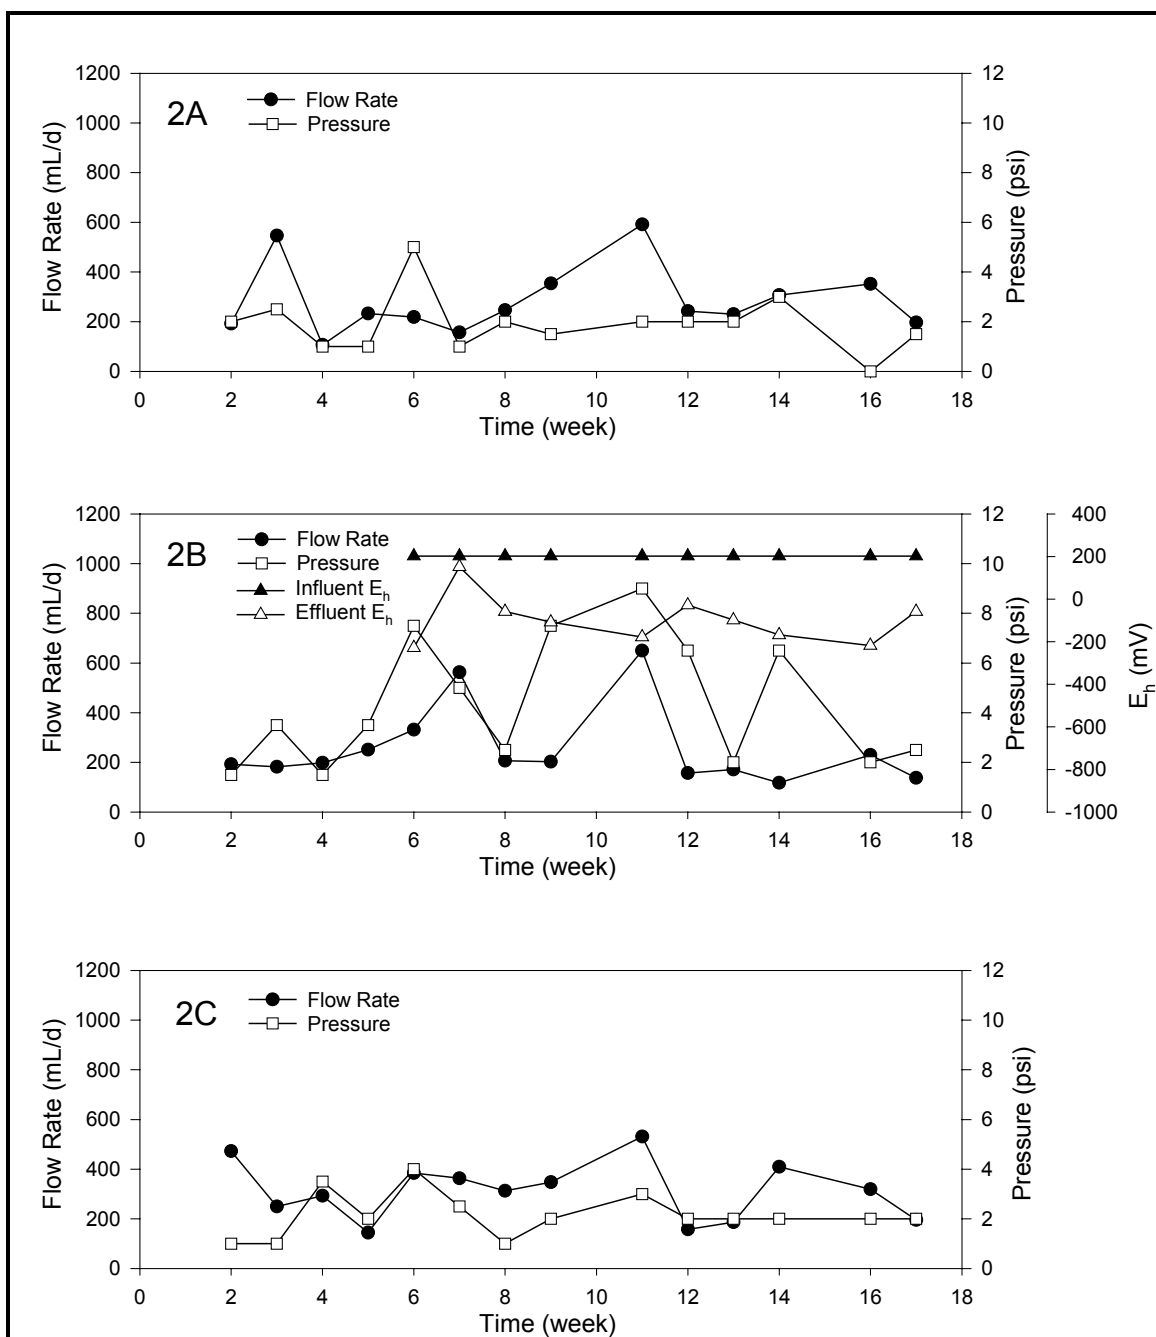 2A
Flow Rate
Pressure
Flow Rate (mL/d)
1200
1000
800
600
400
200
0
12
10
8
6
4
2
0
Pressure (psi)
0 2 4 6 8 10 12 14 16 18
Time (week)
2B
Flow Rate
Pressure
Influent Eh
Effluent Eh
Flow Rate (mL/d)
1200
1000
800
600
400
200
0
12
10
8
6
4
2
0
Pressure (psi)
400
200
0
-200
-400
-600
-800
-1000
Eh (mV)
0 2 4 6 8 10 12 14 16 18
Time (week)
2C
Flow Rate
Pressure
Flow Rate (mL/d)
1200
1000
800
600
400
200
0
12
10
8
6
4
2
0
Pressure (psi)
0 2 4 6 8 10 12 14 16 18
Time (week)